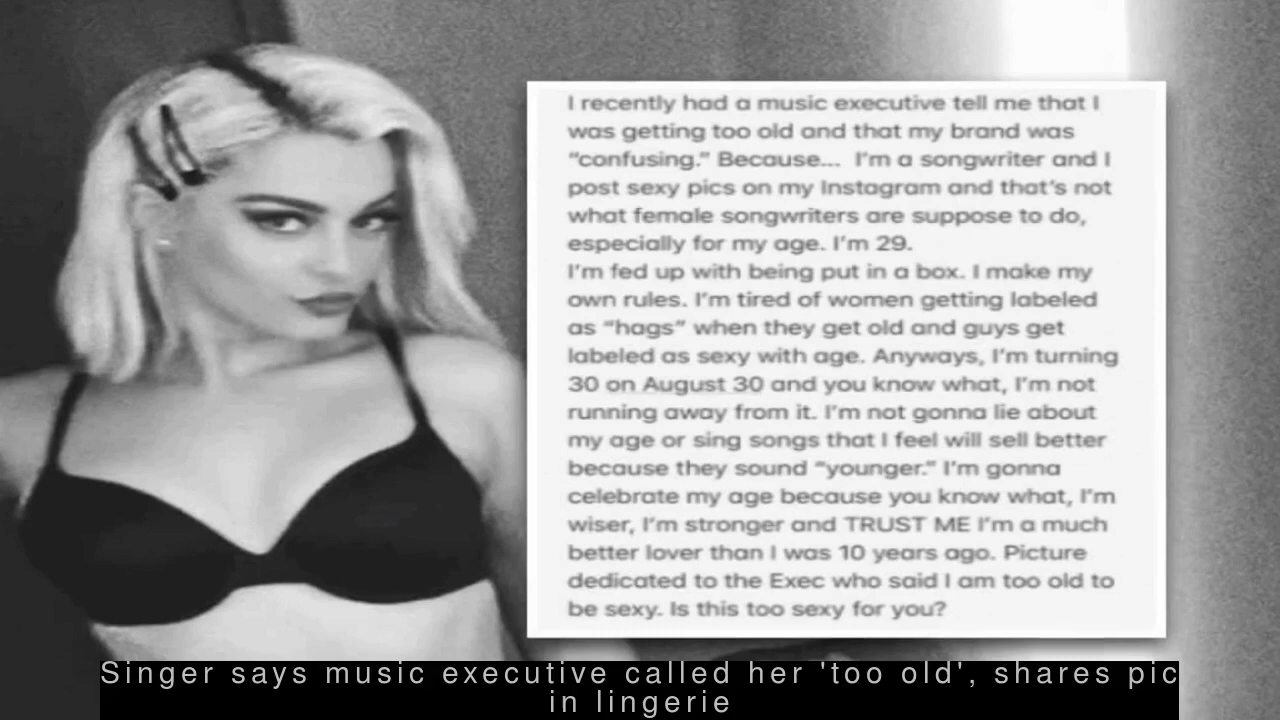 I recently had a music executive tell me that I
was getting too old and that my brand was
“confusing.” Because... I’m a songwriter and I
post sexy pics on my Instagram and that’s not
what female songwriters are suppose to do,
especially for my age. I’m 29.
I’m fed up with being put in a box. I make my
own rules. I’m tired of women getting labeled
as “hags” when they get old and guys get
labeled as sexy with age. Anyways, I’m turning
30 on August 30 and you know what, I’m not
running away from it. I’m not gonna lie about
my age or sing songs that I feel will sell better
because they sound “younger.” I’m gonna
celebrate my age because you know what, I’m
wiser, I’m stronger and TRUST ME I’m a much
better lover than I was 10 years ago. Picture
dedicated to the Exec who said I am too old to
be sexy. Is this too sexy for you?
Singer says music executive called her 'too old', shares pic
in lingerie